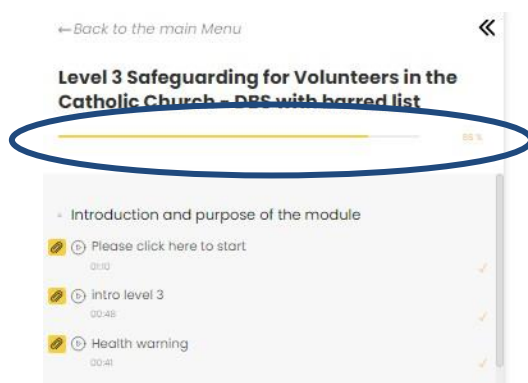 ←Back to the main Menu
Level 3 Safeguarding for Volunteers in the
Catholic Church - DBS with barred list
86 %
Introduction and purpose of the module
Please click here to start
01:10
intro level 3
00:48
Health warning
00:41